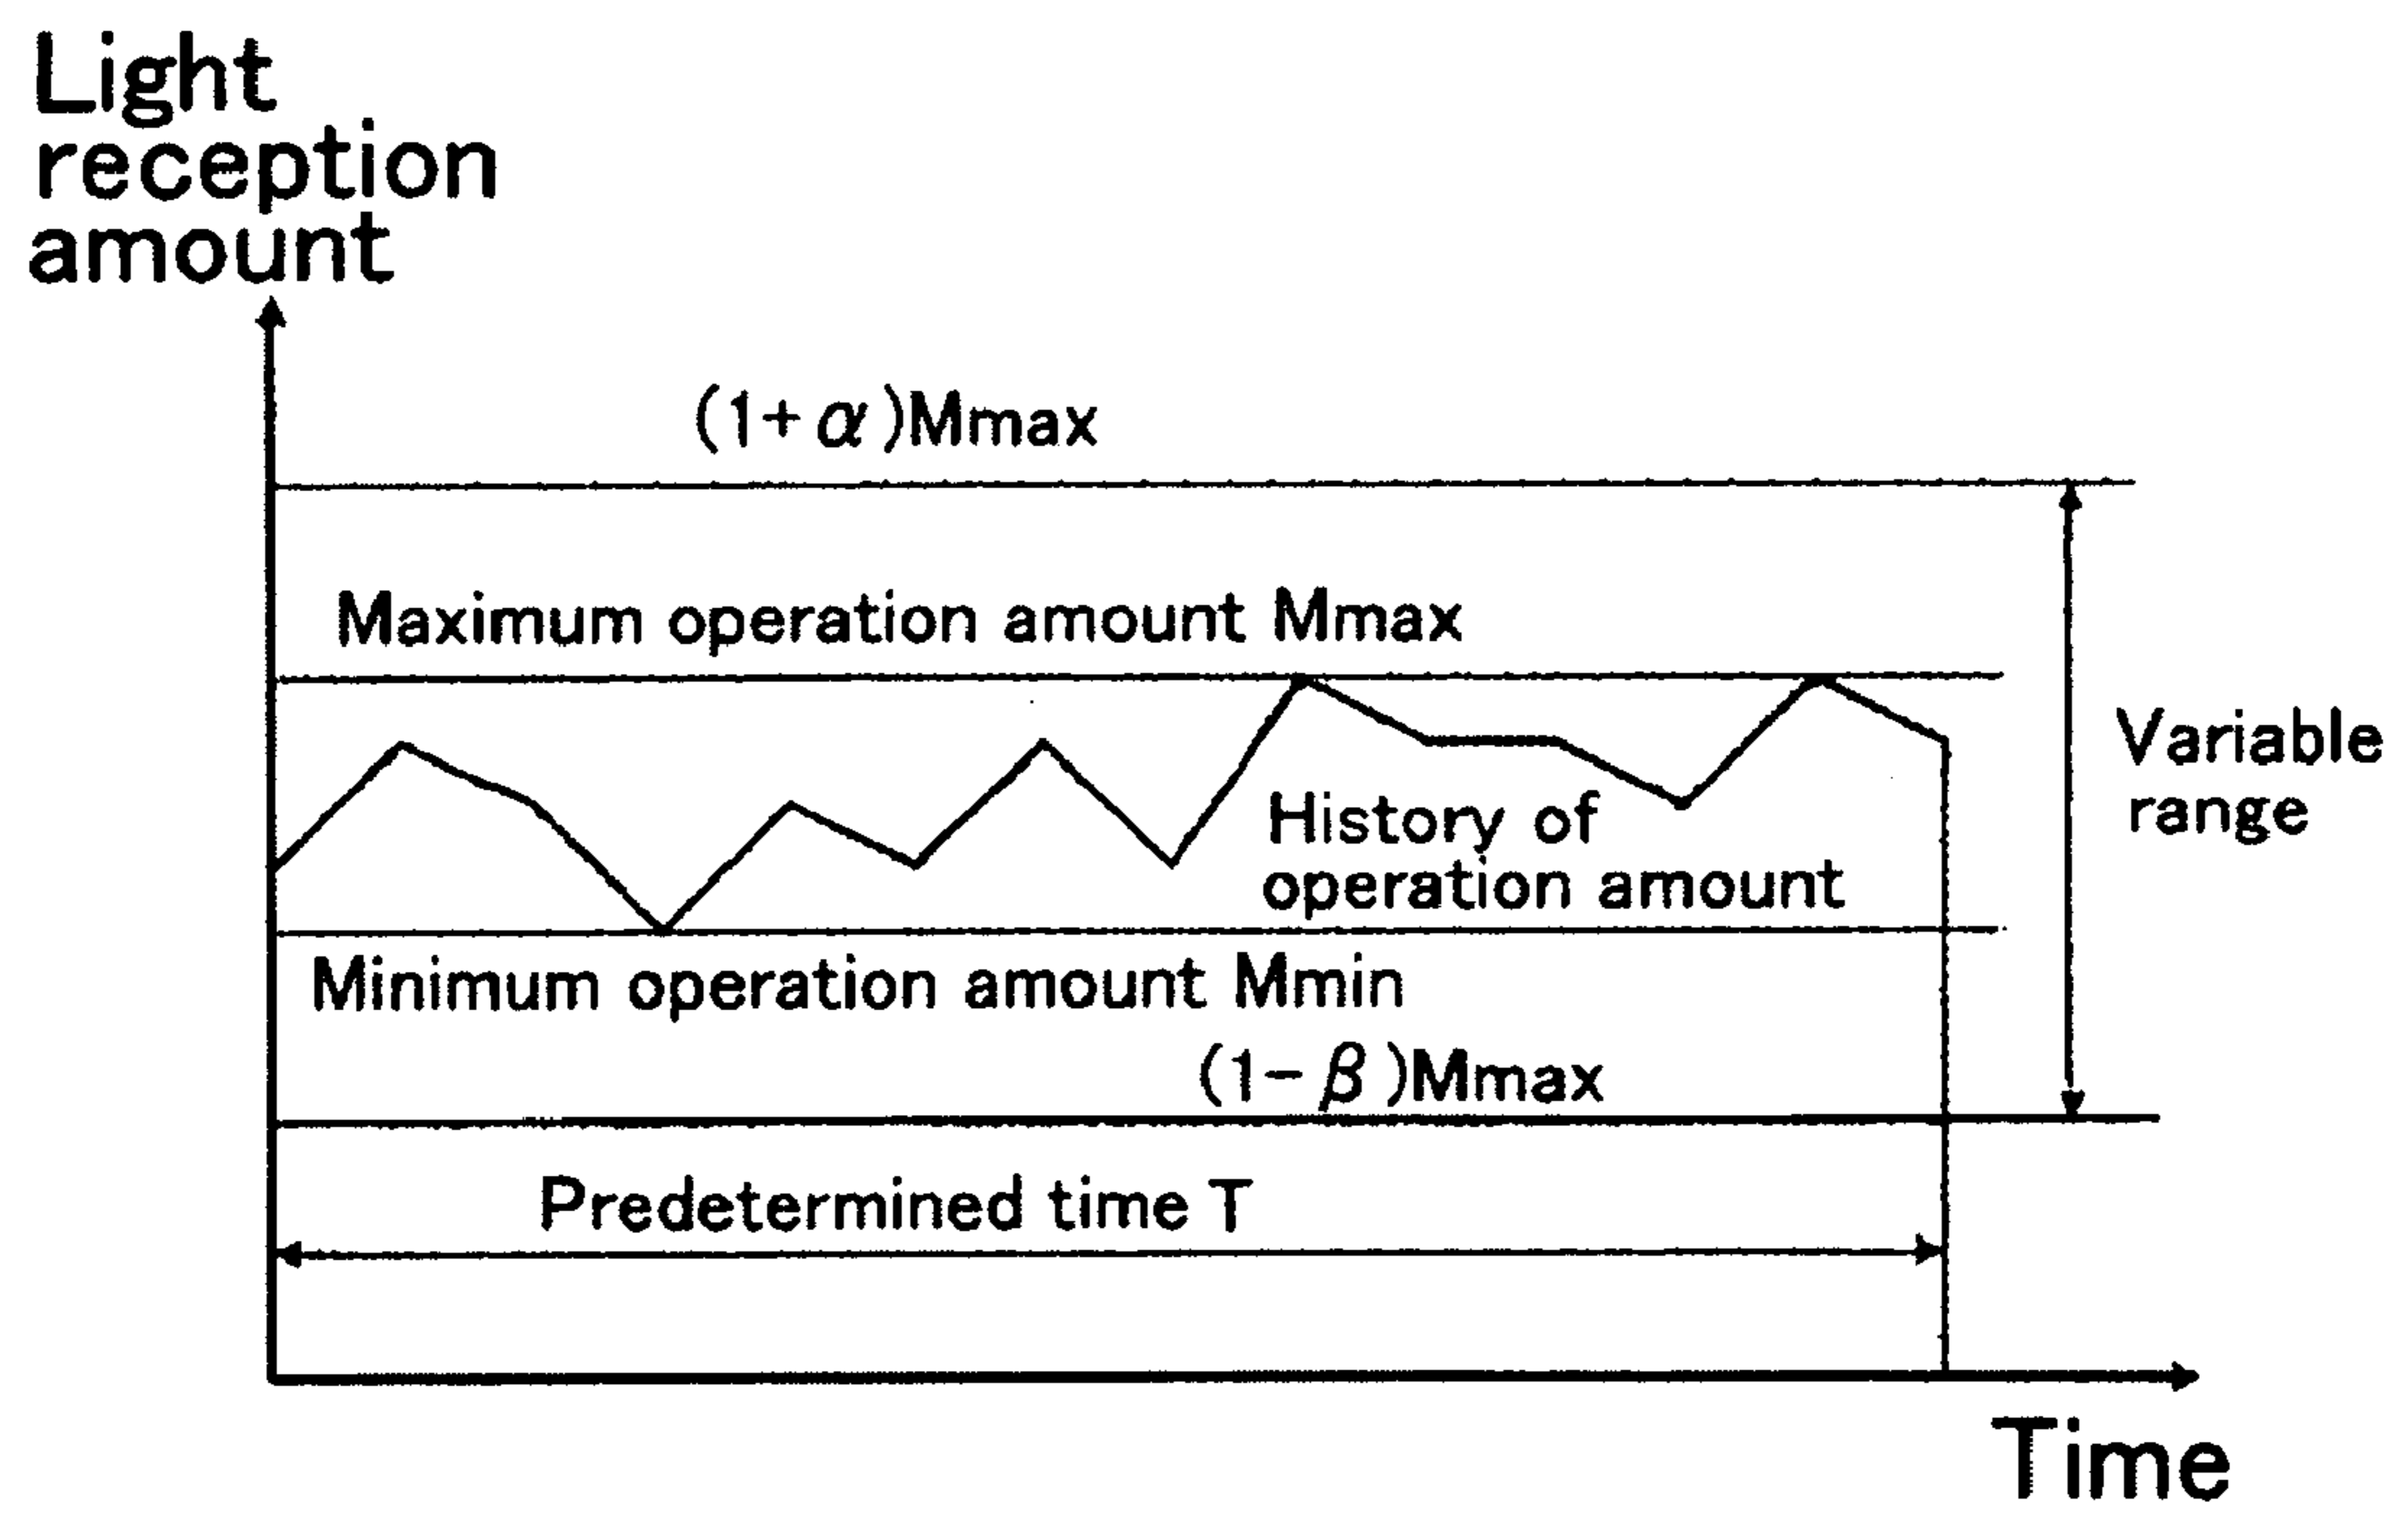 Light
reception
amount
(1+α)Mmax
Maximum operation amount Mmax
Variable
range
History of
operation amount
Minimum operation amount Mmin
(1-β)Mmax
Predetermined time T
Time